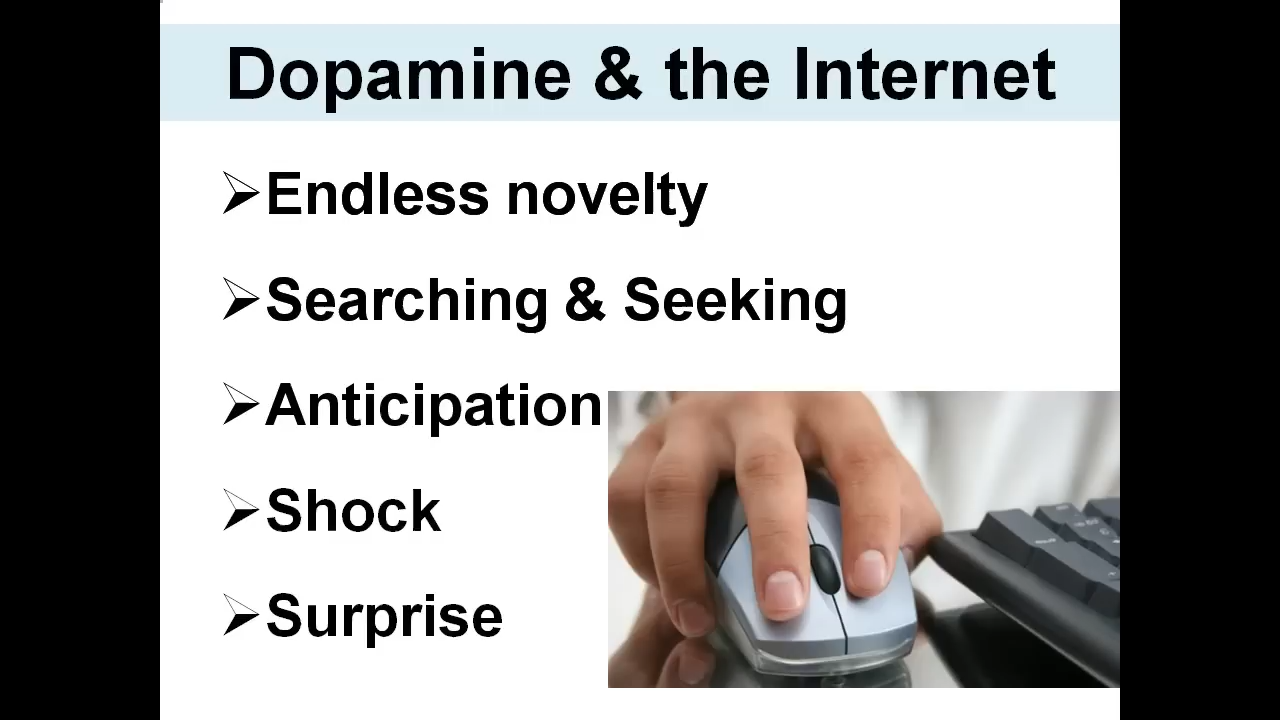 Dopamine & the Internet
➢Endless novelty
➢Searching & Seeking
➢Anticipation
➢Shock
➢Surprise